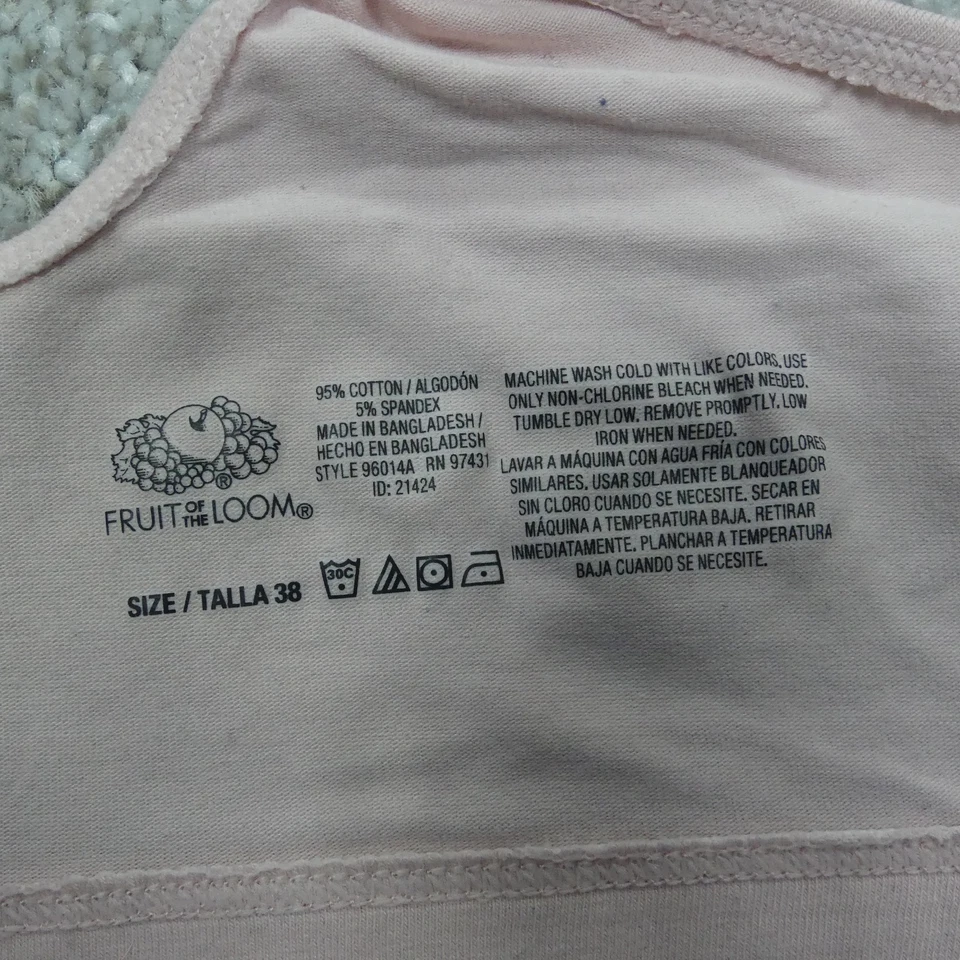 FRUIT OF THE LOOM®
95% COTTON / ALGODÓN
5% SPANDEX
MADE IN BANGLADESH /
HECHO EN BANGLADESH
STYLE 96014A RN 97431
ID: 21424
MACHINE WASH COLD WITH LIKE COLORS. USE
ONLY NON-CHLORINE BLEACH WHEN NEEDED.
TUMBLE DRY LOW. REMOVE PROMPTLY. LOW
IRON WHEN NEEDED.
LAVAR A MÁQUINA CON AGUA FRÍA CON COLORES
SIMILARES. USAR SOLAMENTE BLANQUEADOR
SIN CLORO CUANDO SE NECESITE. SECAR EN
MÁQUINA A TEMPERATURA BAJA. RETIRAR
INMEDIATAMENTE. PLANCHAR A TEMPERATURA
BAJA CUANDO SE NECESITE.
SIZE / TALLA 38
30C